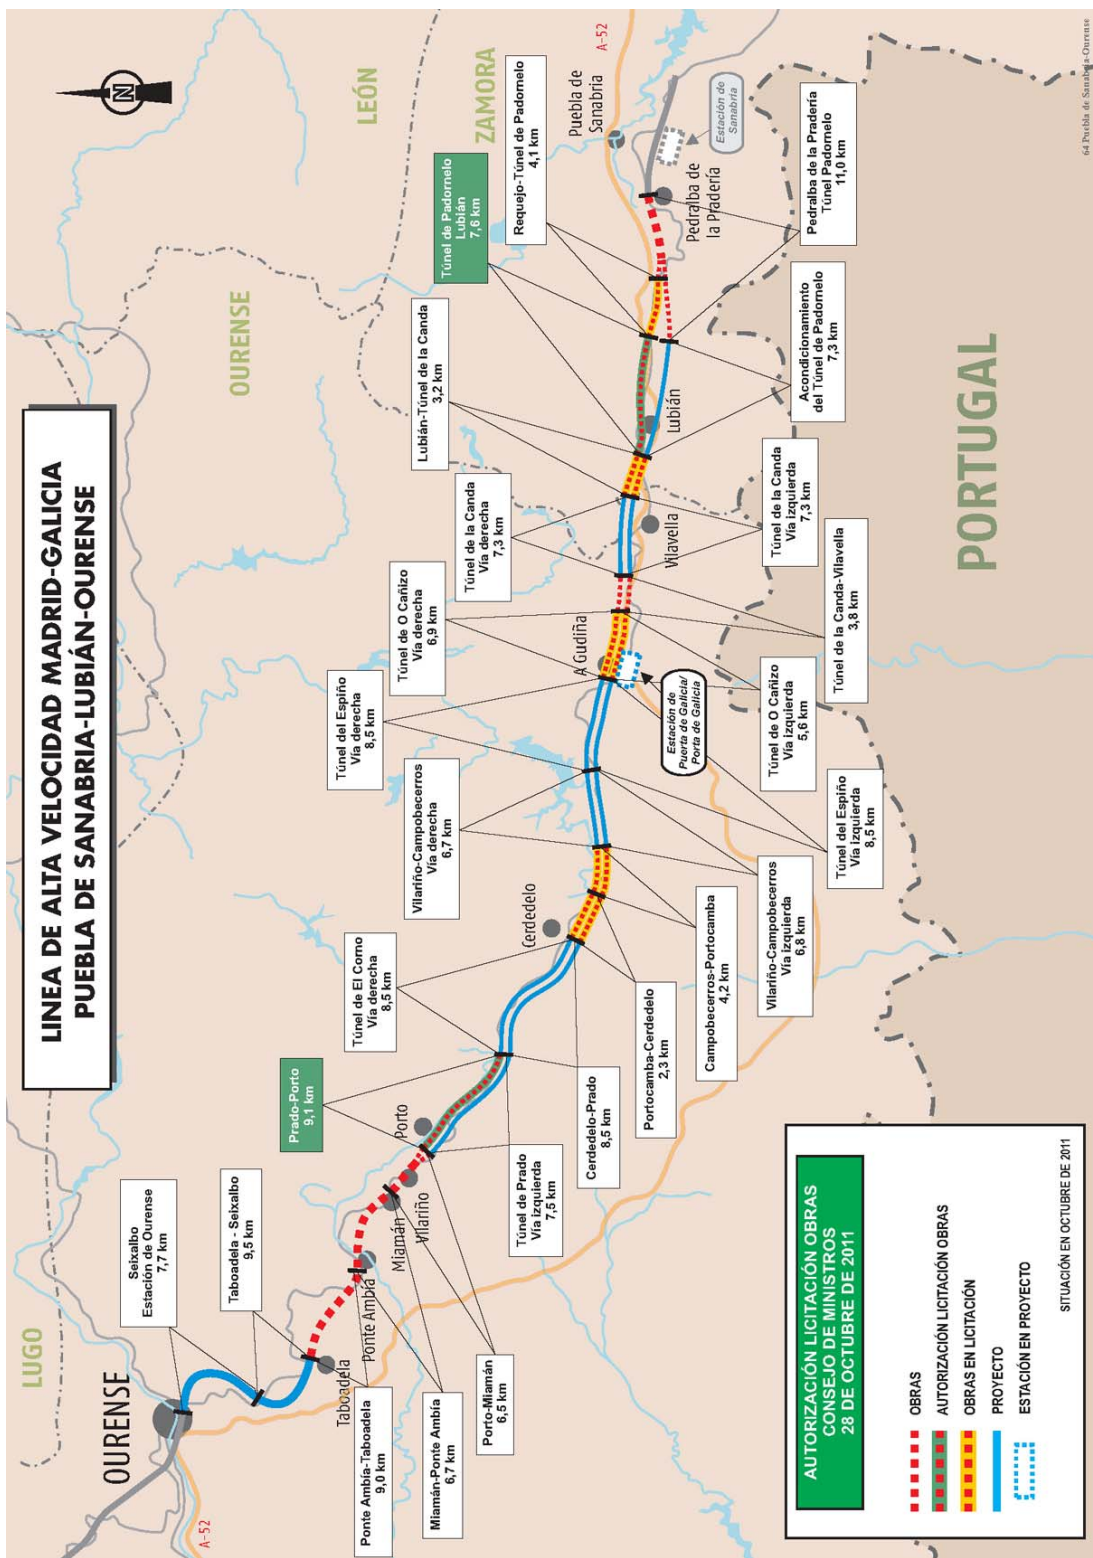 LINEA DE ALTA VELOCIDAD MADRID-GALICIA
PUEBLA DE SANABRIA-LUBIÁN-OURENSE
N
LUGO
OURENSE
LEÓN
ZAMORA
PORTUGAL
OURENSE
A-52
A-52
Seixalbo
Estación de Ourense
7,7 km
Taboadela - Seixalbo
9,5 km
Prado-Porto
9,1 km
Túnel de El Corno
Vía derecha
8,5 km
Vilariño-Campobecerros
Vía derecha
6,7 km
Túnel del Espiño
Vía derecha
8,5 km
Túnel de O Cañizo
Vía derecha
6,9 km
Túnel de la Canda
Vía derecha
7,3 km
Lubián-Túnel de la Canda
3,2 km
Túnel de Padornelo
Lubián
7,6 km
Requejo-Túnel de Padornelo
4,1 km
Taboadela
Ponte Ambía
Miamán
Vilariño
Porto
Cerdedelo
A Gudiña
Vilavella
Lubián
Pedralba de
la Pradería
Puebla de
Sanabria
Estación de
Sanabria
Estación de
Puerta de Galicia/
Porta de Galicia
Ponte Ambía-Taboadela
9,0 km
Miamán-Ponte Ambía
6,7 km
Porto-Miamán
6,5 km
Túnel de Prado
Vía izquierda
7,5 km
Cerdedelo-Prado
8,5 km
Portocamba-Cerdedelo
2,3 km
Campobecerros-Portocamba
4,2 km
Vilariño-Campobecerros
Vía izquierda
6,8 km
Túnel del Espiño
Vía izquierda
8,5 km
Túnel de O Cañizo
Vía izquierda
5,6 km
Túnel de la Canda-Vilavella
3,8 km
Túnel de la Canda
Vía izquierda
7,3 km
Acondicionamiento
del Túnel de Padornelo
7,3 km
Pedralba de la Pradería
Túnel Padornelo
11,0 km
AUTORIZACIÓN LICITACIÓN OBRAS
CONSEJO DE MINISTROS
28 DE OCTUBRE DE 2011
OBRAS
AUTORIZACIÓN LICITACIÓN OBRAS
OBRAS EN LICITACIÓN
PROYECTO
ESTACIÓN EN PROYECTO
SITUACIÓN EN OCTUBRE DE 2011
64 Puebla de Sanabria-Ourense